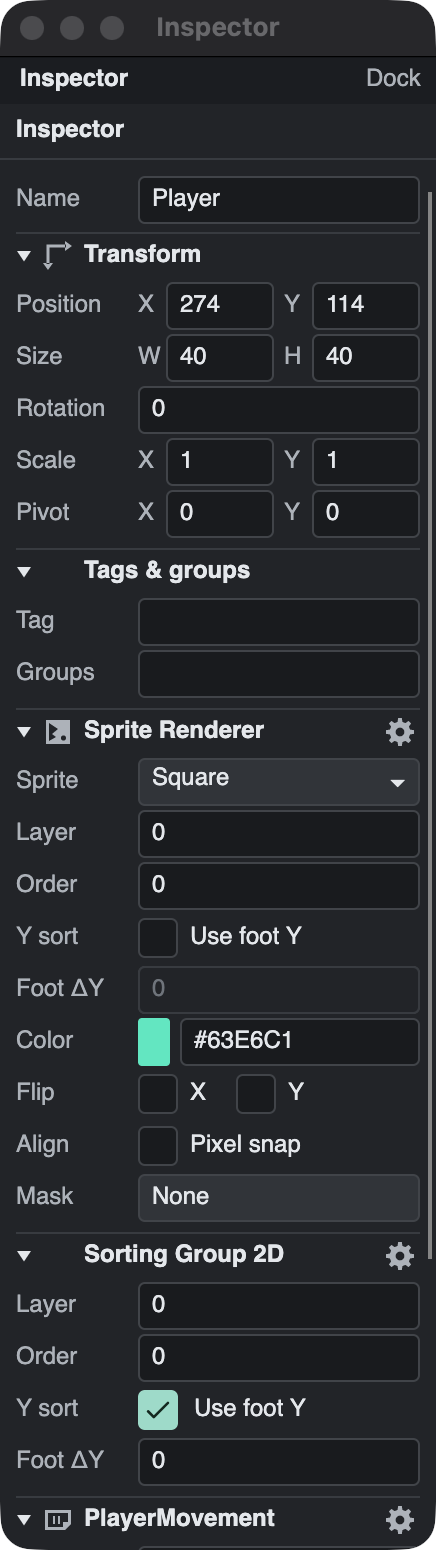 Inspector
Inspector Dock
Inspector
Name Player
Transform
Position X 274 Y 114
Size W 40 H 40
Rotation 0
Scale X 1 Y 1
Pivot X 0 Y 0
Tags & groups
Tag
Groups
Sprite Renderer
Sprite Square
Layer 0
Order 0
Y sort Use foot Y
Foot ΔY 0
Color #63E6C1
Flip X Y
Align Pixel snap
Mask None
Sorting Group 2D
Layer 0
Order 0
Y sort Use foot Y
Foot ΔY 0
PlayerMovement